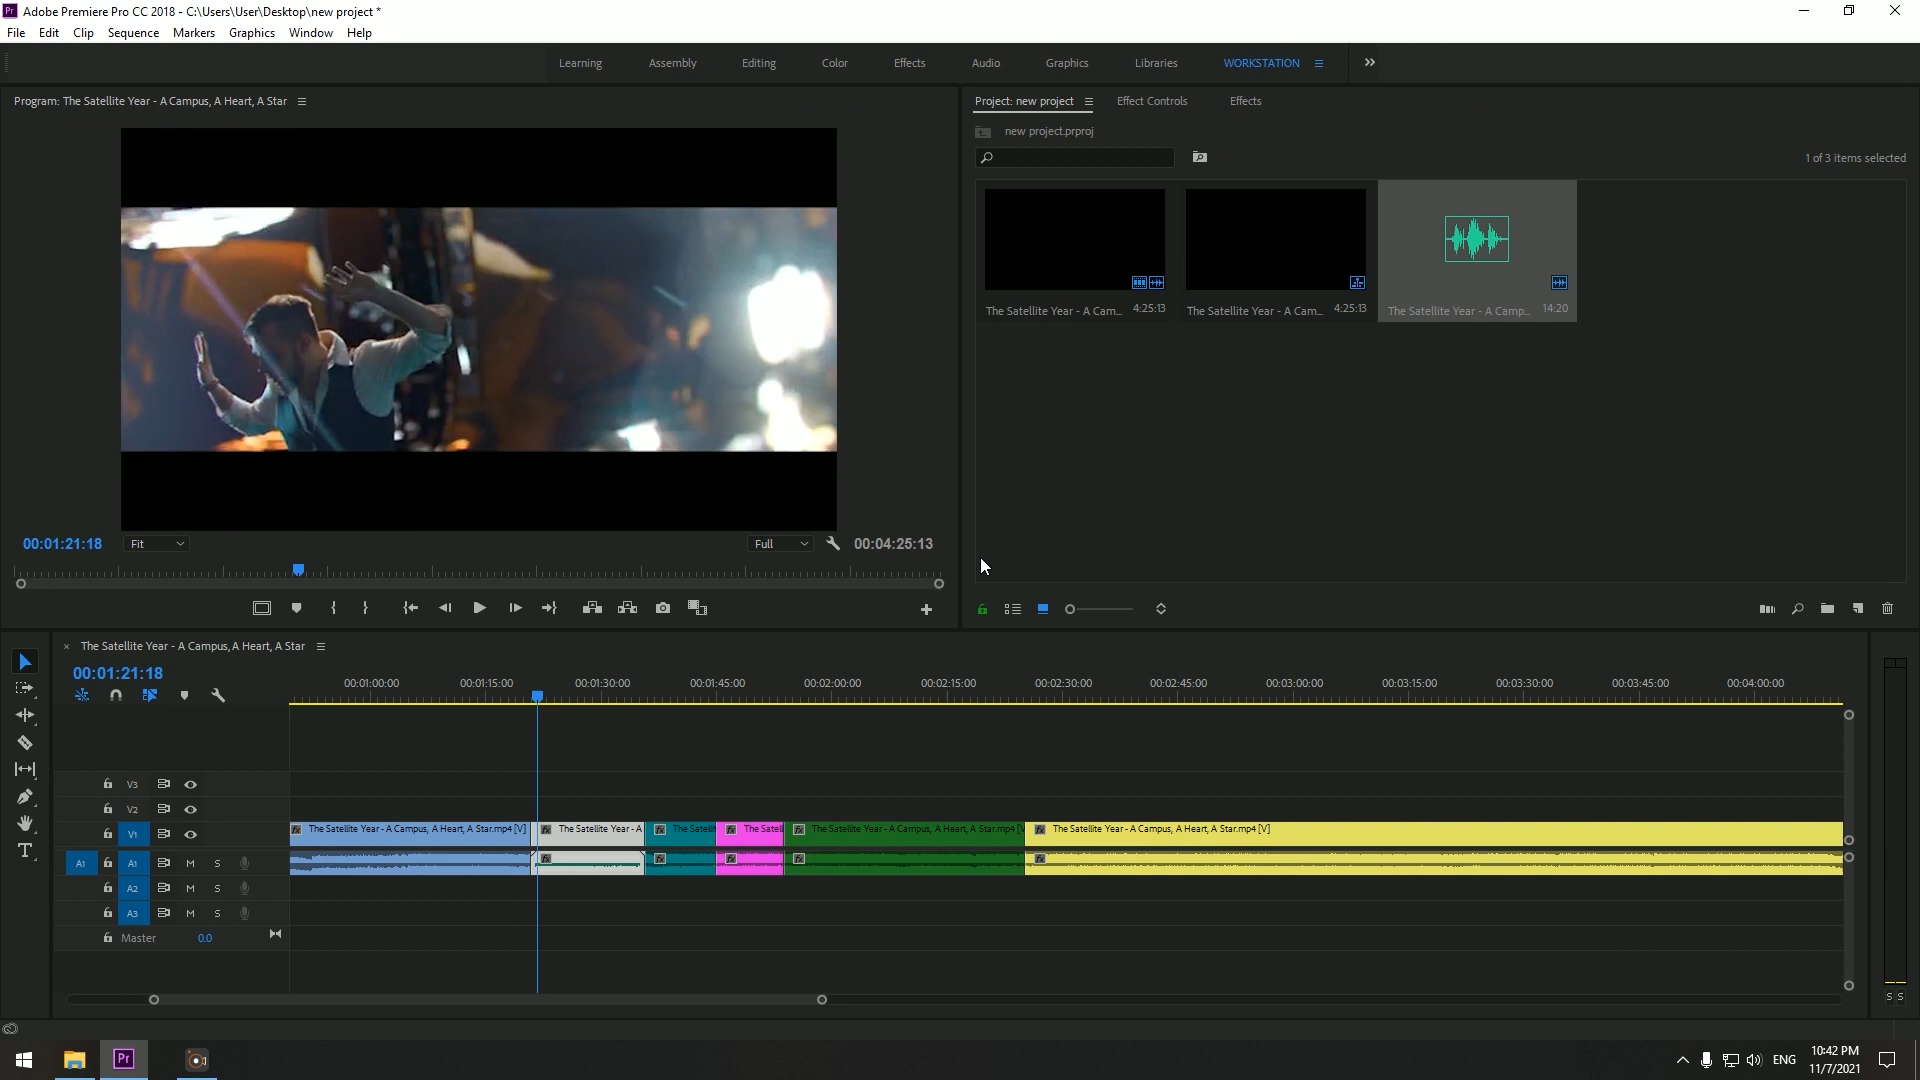 Adobe Premiere Pro CC 2018 - C:\Users\User\Desktop\new project *
File Edit Clip Sequence Markers Graphics Window Help
Learning Assembly Editing Color Effects Audio Graphics Libraries WORKSTATION
Program: The Satellite Year - A Campus, A Heart, A Star
Project: new project Effect Controls Effects
new project.prproj
1 of 3 items selected
The Satellite Year - A Cam... 4:25:13
The Satellite Year - A Cam... 4:25:13
The Satellite Year - A Camp... 14:20
00:01:21:18 Fit Full 00:04:25:13
The Satellite Year - A Campus, A Heart, A Star
00:01:21:18
00:01:00:00 00:01:15:00 00:01:30:00 00:01:45:00 00:02:00:00 00:02:15:00 00:02:30:00 00:02:45:00 00:03:00:00 00:03:15:00 00:03:30:00 00:03:45:00 00:04:00:00
V3
V2
V1 The Satellite Year - A Campus, A Heart, A Star.mp4 [V] The Satellite Year - A The Satelli The Satell The Satellite Year - A Campus, A Heart, A Star.mp4 [V The Satellite Year - A Campus, A Heart, A Star.mp4 [V]
A1 A1 M S
A2 M S
A3 M S
Master 0.0
S S
Pr
ENG
10:42 PM
11/7/2021